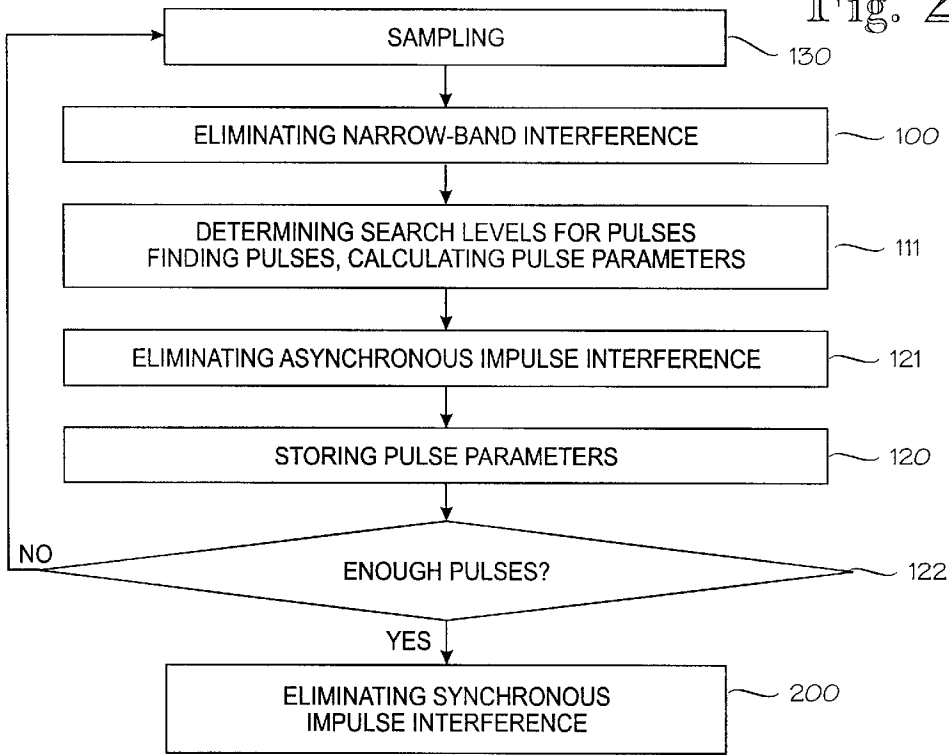 Fig. 2
SAMPLING
130
ELIMINATING NARROW-BAND INTERFERENCE
100
DETERMINING SEARCH LEVELS FOR PULSES
FINDING PULSES, CALCULATING PULSE PARAMETERS
111
ELIMINATING ASYNCHRONOUS IMPULSE INTERFERENCE
121
STORING PULSE PARAMETERS
120
NO
ENOUGH PULSES?
122
YES
ELIMINATING SYNCHRONOUS
IMPULSE INTERFERENCE
200